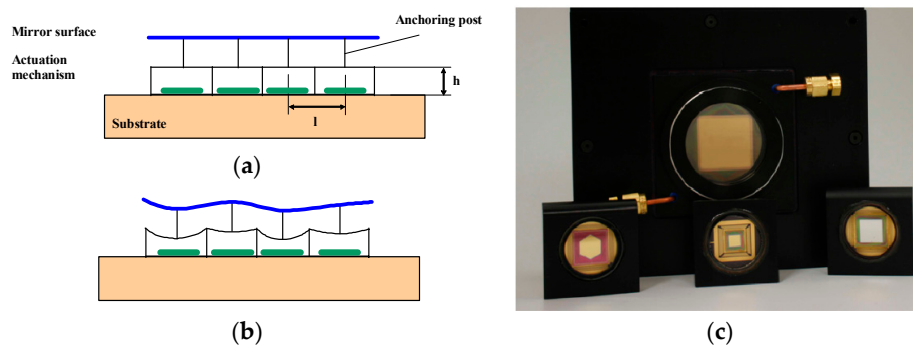 (a)
Mirror surface
Anchoring post
Actuation
mechanism
h
l
Substrate
(a)
(b)
(c)